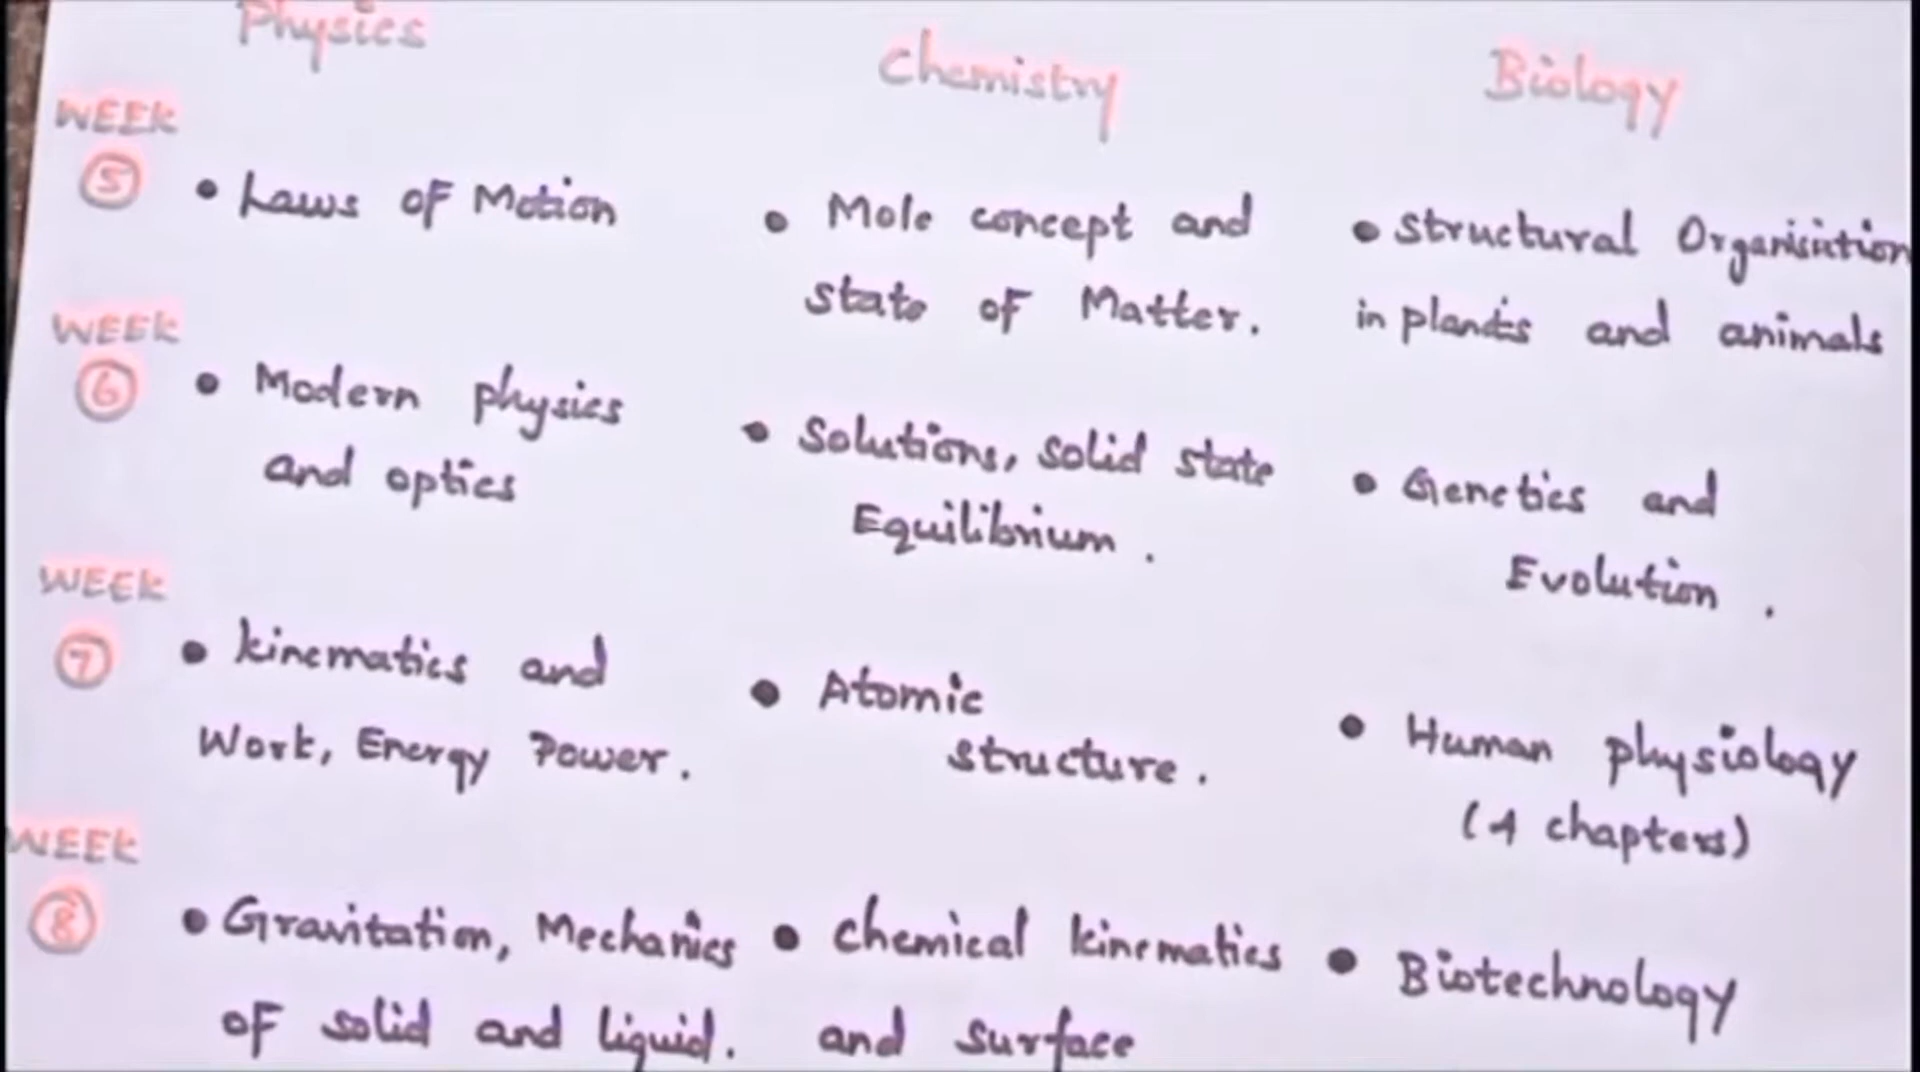 Physics
Chemistry
Biology
WEEK
5
• Laws of Motion
• Mole concept and
state of Matter.
• Structural Organisation
in plants and animals
WEEK
6
• Modern physics
and optics
• Solutions, solid state
Equilibrium.
• Genetics and
Evolution.
WEEK
7
• kinematics and
Work, Energy Power.
• Atomic
structure.
• Human physiology
(4 chapters)
WEEK
8
• Gravitation, Mechanics
of solid and liquid.
• Chemical kinematics
and surface
• Biotechnology